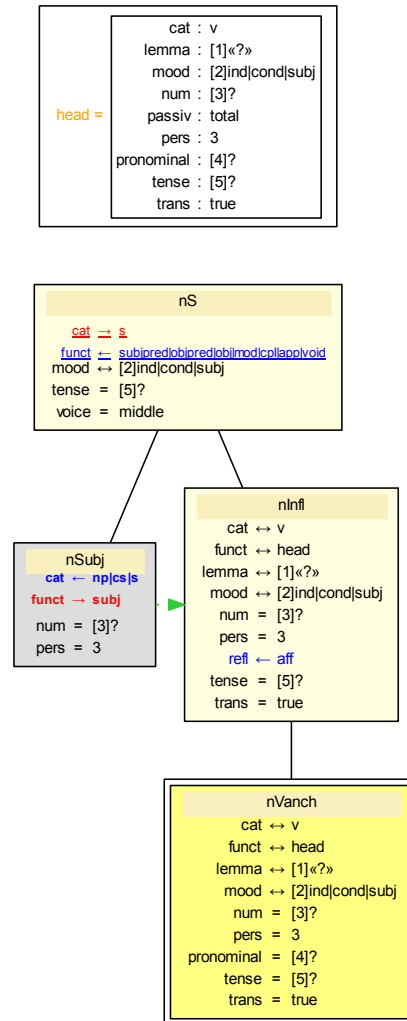 head =
cat : v
lemma : [1]«?»
mood : [2]ind|cond|subj
num : [3]?
passiv : total
pers : 3
pronominal : [4]?
tense : [5]?
trans : true
nS
cat → s
funct ← subjpred|objpred|obj|mod|cpl|app|void
mood ↔ [2]ind|cond|subj
tense = [5]?
voice = middle
nSubj
cat ← np|cs|s
funct → subj
num = [3]?
pers = 3
nInfl
cat ↔ v
funct ↔ head
lemma ↔ [1]«?»
mood ↔ [2]ind|cond|subj
num = [3]?
pers = 3
refl ← aff
tense = [5]?
trans = true
nVanch
cat ↔ v
funct ↔ head
lemma ↔ [1]«?»
mood ↔ [2]ind|cond|subj
num = [3]?
pers = 3
pronominal = [4]?
tense = [5]?
trans = true